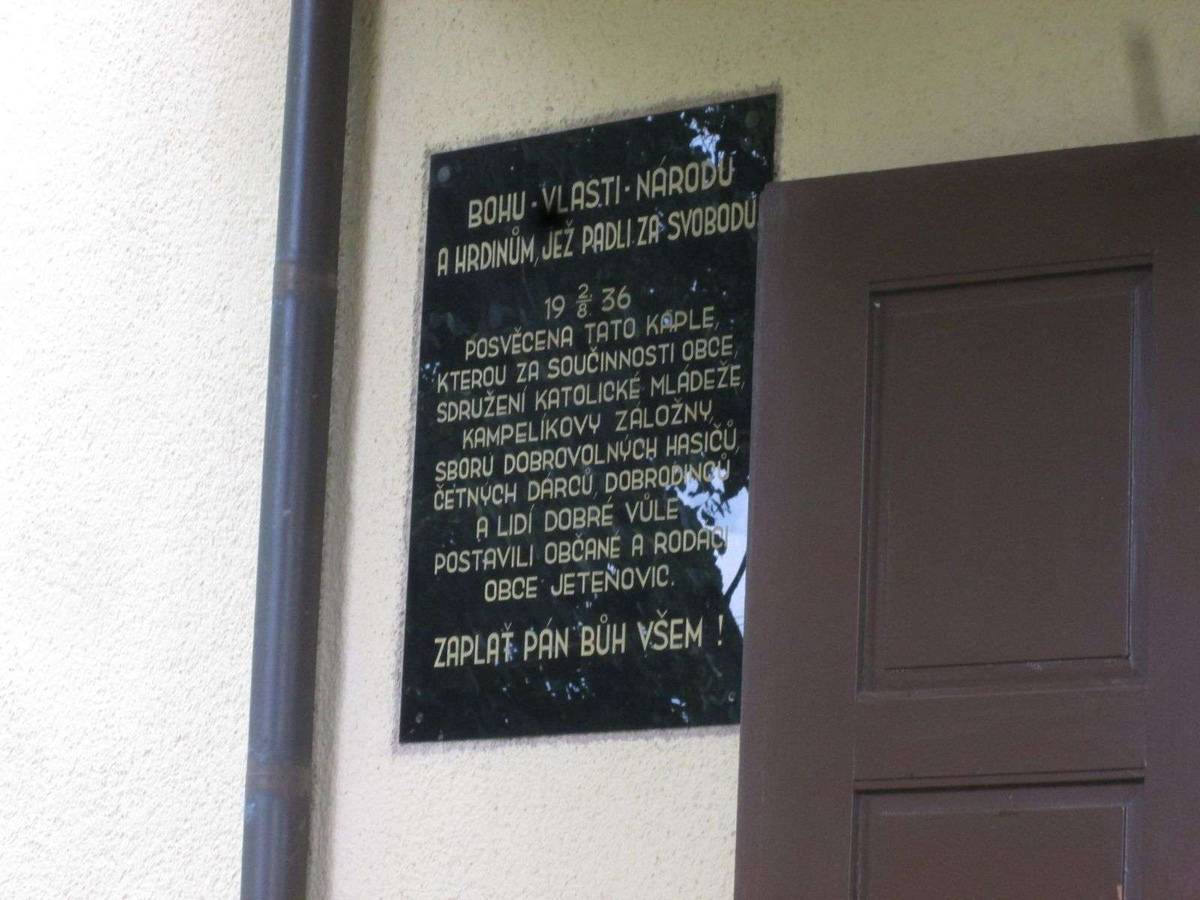 BOHU - VLASTI - NÁRODU
A HRDINŮM, JEŽ PADLI ZA SVOBODU
19 2./8. 36
POSVĚCENA TATO KAPLE,
KTEROU ZA SOUČINNOSTI OBCE,
SDRUŽENÍ KATOLICKÉ MLÁDEŽE,
KAMPELÍKOVY ZÁLOŽNY,
SBORU DOBROVOLNÝCH HASIČŮ,
ČETNÝCH DÁRCŮ, DOBRODINCŮ
A LIDÍ DOBRÉ VŮLE
POSTAVILI OBČANÉ A RODÁCI
OBCE JETEŇOVIC.
ZAPLAŤ PÁN BŮH VŠEM !